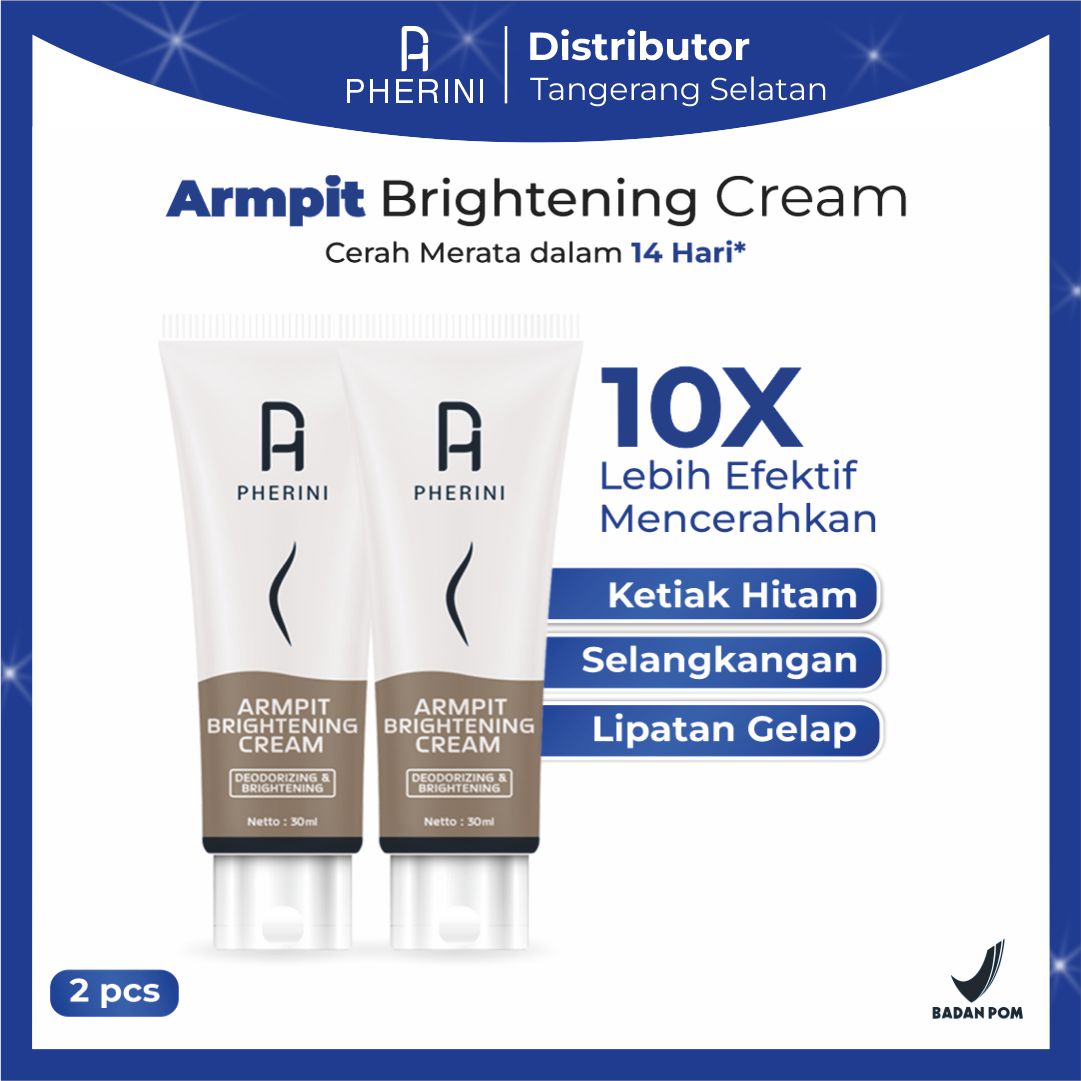 PHERINI
Distributor
Tangerang Selatan
Armpit Brightening Cream
Cerah Merata dalam 14 Hari*
PHERINI
ARMPIT
BRIGHTENING
CREAM
DEODORIZING &
BRIGHTENING
Netto : 30ml
PHERINI
ARMPIT
BRIGHTENING
CREAM
DEODORIZING &
BRIGHTENING
Netto : 30ml
10X
Lebih Efektif
Mencerahkan
Ketiak Hitam
Selangkangan
Lipatan Gelap
2 pcs
BADAN POM